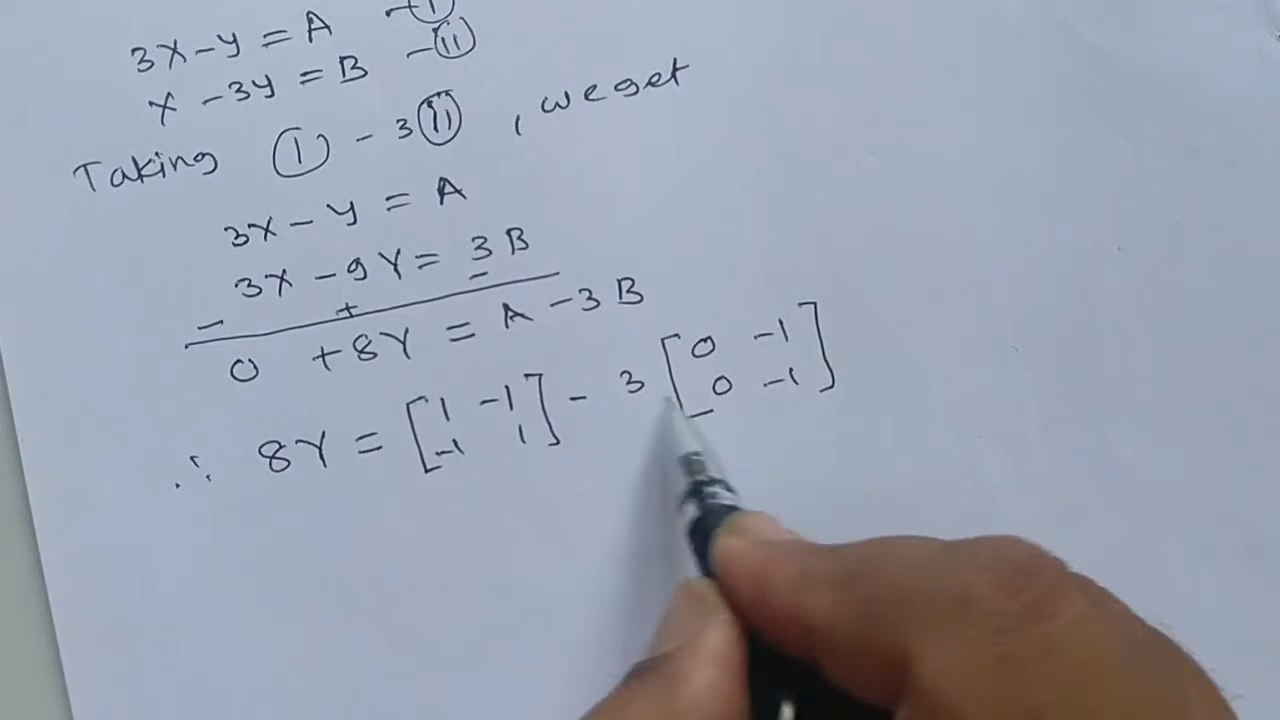 3X - Y = A - (I)
X - 3Y = B - (II)
Taking (I) - 3(II), we get
3X - Y = A
3X - 9Y = 3B
- + -
0 + 8Y = A - 3B
∴ 8Y = [1 -1; -1 1] - 3 [0 -1; 0 -1]